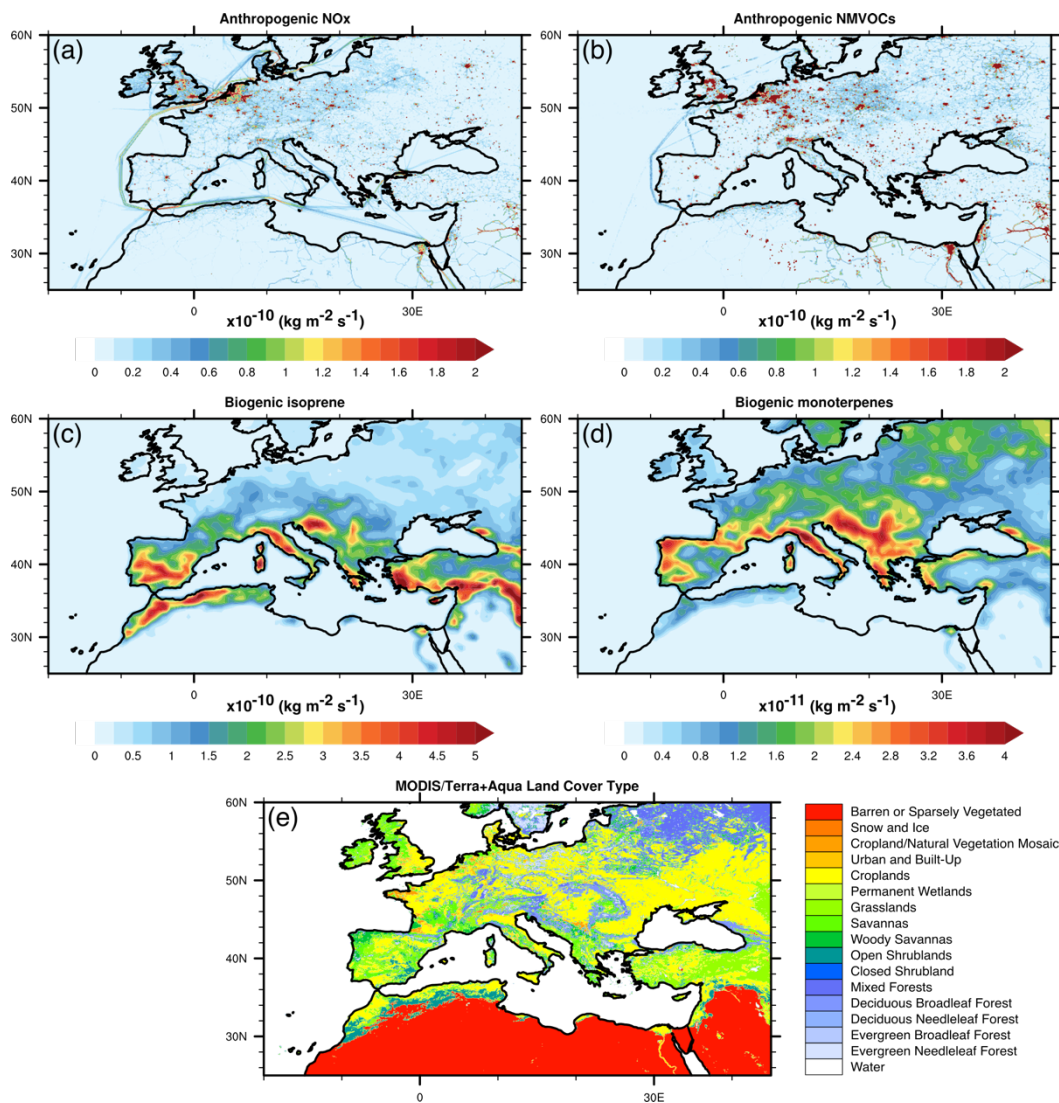 Anthropogenic NOx
(a)
60N
50N
40N
30N
0
30E
x10-10 (kg m-2 s-1)
0 0.2 0.4 0.6 0.8 1 1.2 1.4 1.6 1.8 2
Anthropogenic NMVOCs
(b)
60N
50N
40N
30N
0
30E
x10-10 (kg m-2 s-1)
0 0.2 0.4 0.6 0.8 1 1.2 1.4 1.6 1.8 2
Biogenic isoprene
(c)
60N
50N
40N
30N
0
30E
x10-10 (kg m-2 s-1)
0 0.5 1 1.5 2 2.5 3 3.5 4 4.5 5
Biogenic monoterpenes
(d)
60N
50N
40N
30N
0
30E
x10-11 (kg m-2 s-1)
0 0.4 0.8 1.2 1.6 2 2.4 2.8 3.2 3.6 4
MODIS/Terra+Aqua Land Cover Type
(e)
60N
50N
40N
30N
0
30E
Barren or Sparsely Vegetated
Snow and Ice
Cropland/Natural Vegetation Mosaic
Urban and Built-Up
Croplands
Permanent Wetlands
Grasslands
Savannas
Woody Savannas
Open Shrublands
Closed Shrubland
Mixed Forests
Deciduous Broadleaf Forest
Deciduous Needleleaf Forest
Evergreen Broadleaf Forest
Evergreen Needleleaf Forest
Water